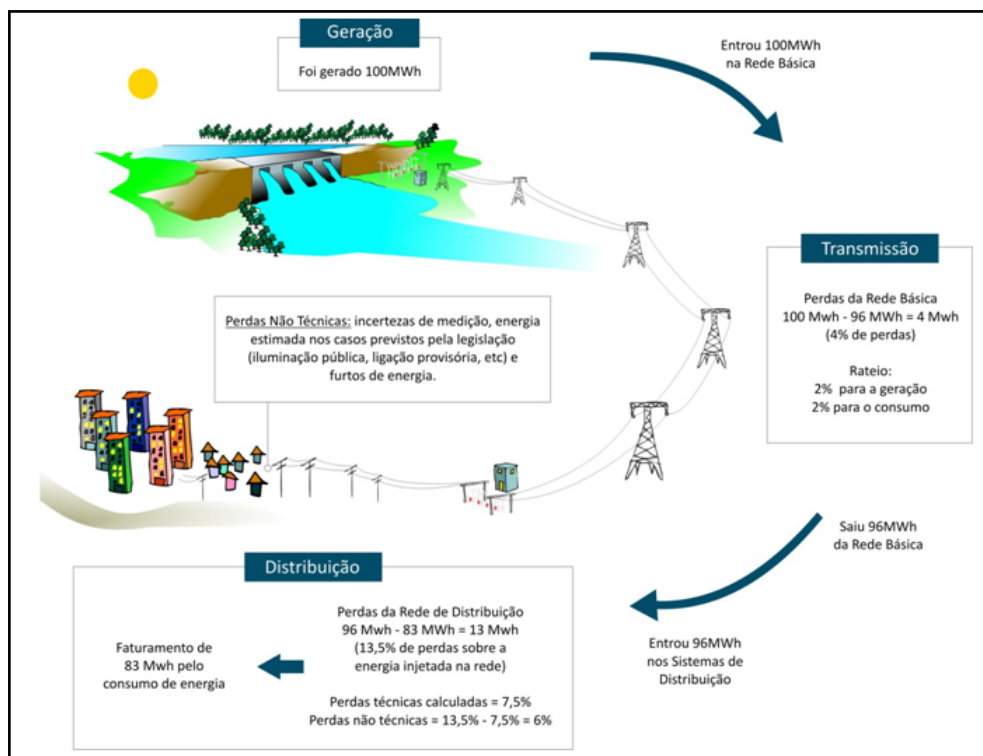 Geração
Foi gerado 100MWh
Entrou 100MWh
na Rede Básica
Transmissão
Perdas da Rede Básica
100 Mwh - 96 MWh = 4 Mwh
(4% de perdas)
Rateio:
2% para a geração
2% para o consumo
Perdas Não Técnicas: incertezas de medição, energia
estimada nos casos previstos pela legislação
(iluminação pública, ligação provisória, etc) e
furtos de energia.
Saiu 96MWh
da Rede Básica
Entrou 96MWh
nos Sistemas de
Distribuição
Distribuição
Perdas da Rede de Distribuição
96 Mwh - 83 MWh = 13 Mwh
(13,5% de perdas sobre a
energia injetada na rede)
Perdas técnicas calculadas = 7,5%
Perdas não técnicas = 13,5% - 7,5% = 6%
Faturamento de
83 Mwh pelo
consumo de energia